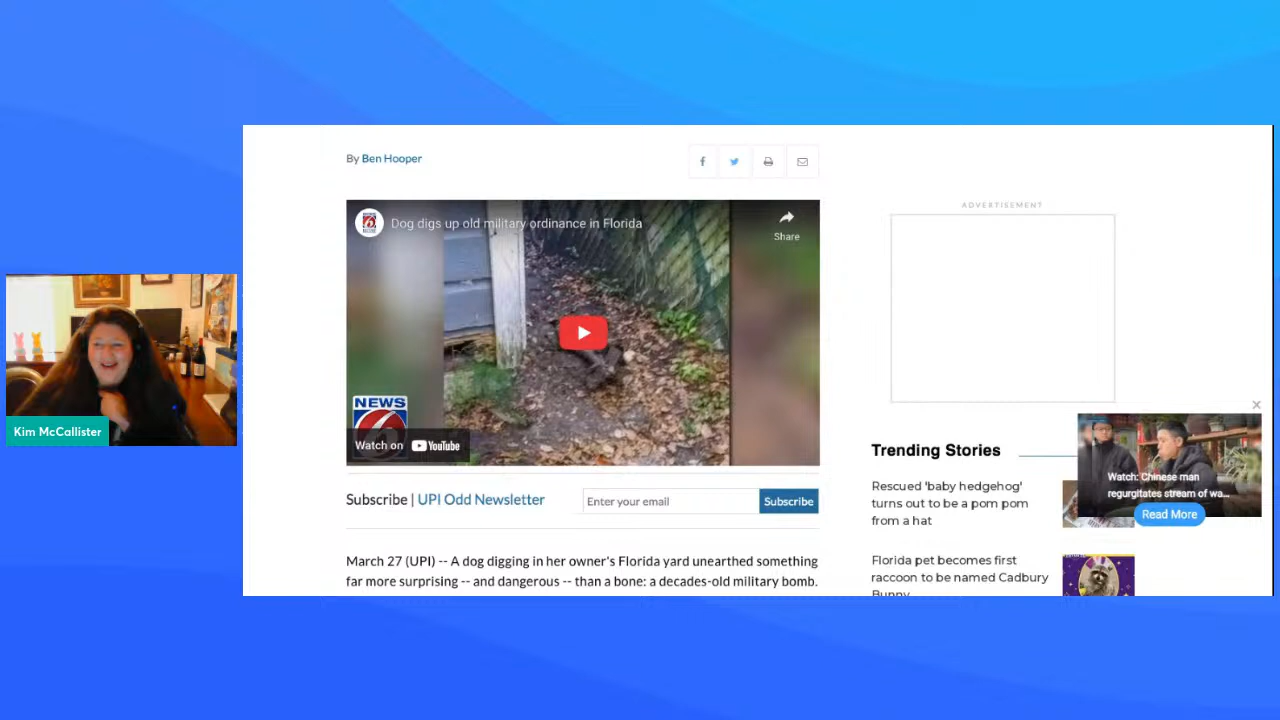 By Ben Hooper
Dog digs up old military ordinance in Florida
Share
NEWS
6
Watch on YouTube
Subscribe | UPI Odd Newsletter
Enter your email
Subscribe
March 27 (UPI) -- A dog digging in her owner's Florida yard unearthed something
far more surprising -- and dangerous -- than a bone: a decades-old military bomb.
ADVERTISEMENT
Trending Stories
Rescued 'baby hedgehog'
turns out to be a pom pom
from a hat
Florida pet becomes first
raccoon to be named Cadbury
Bunny
Watch: Chinese man
regurgitates stream of wa...
Read More
Kim McCallister